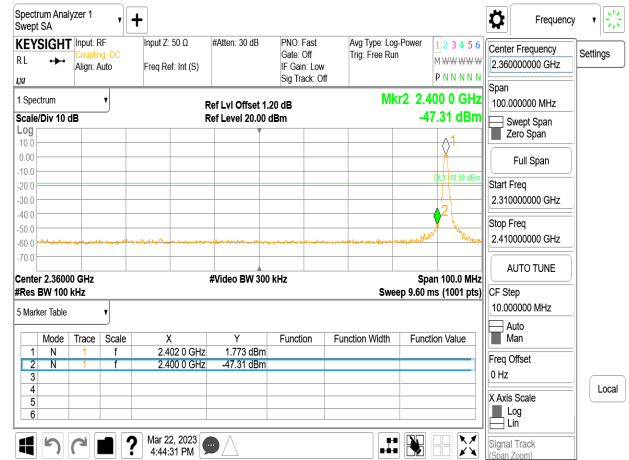 Spectrum Analyzer 1
Swept SA
Frequency
KEYSIGHT
Input: RF
Coupling: DC
Align: Auto
Input Z: 50 Ω
Freq Ref: Int (S)
#Atten: 30 dB
PNO: Fast
Gate: Off
IF Gain: Low
Sig Track: Off
Avg Type: Log-Power
Trig: Free Run
1 2 3 4 5 6
M W W W W W
P N N N N N
R L
Center Frequency
2.360000000 GHz
Settings
Span
100.000000 MHz
Swept Span
Zero Span
Full Span
Start Freq
2.310000000 GHz
Stop Freq
2.410000000 GHz
AUTO TUNE
CF Step
10.000000 MHz
Auto
Man
Freq Offset
0 Hz
X Axis Scale
Log
Lin
Signal Track
(Span Zoom)
Local
1 Spectrum
Scale/Div 10 dB
Ref Lvl Offset 1.20 dB
Ref Level 20.00 dBm
Mkr2 2.400 0 GHz
-47.31 dBm
Log
10.0
0.00
-10.0
-20.0
-30.0
-40.0
-50.0
-60.0
-70.0
1
DL1 -18.50 dBm
2
Center 2.36000 GHz
#Res BW 100 kHz
#Video BW 300 kHz
Span 100.0 MHz
Sweep 9.60 ms (1001 pts)
5 Marker Table
Mode Trace Scale X Y Function Function Width Function Value
1 N 1 f 2.402 0 GHz 1.773 dBm
2 N 1 f 2.400 0 GHz -47.31 dBm
3
4
5
6
Mar 22, 2023
4:44:31 PM